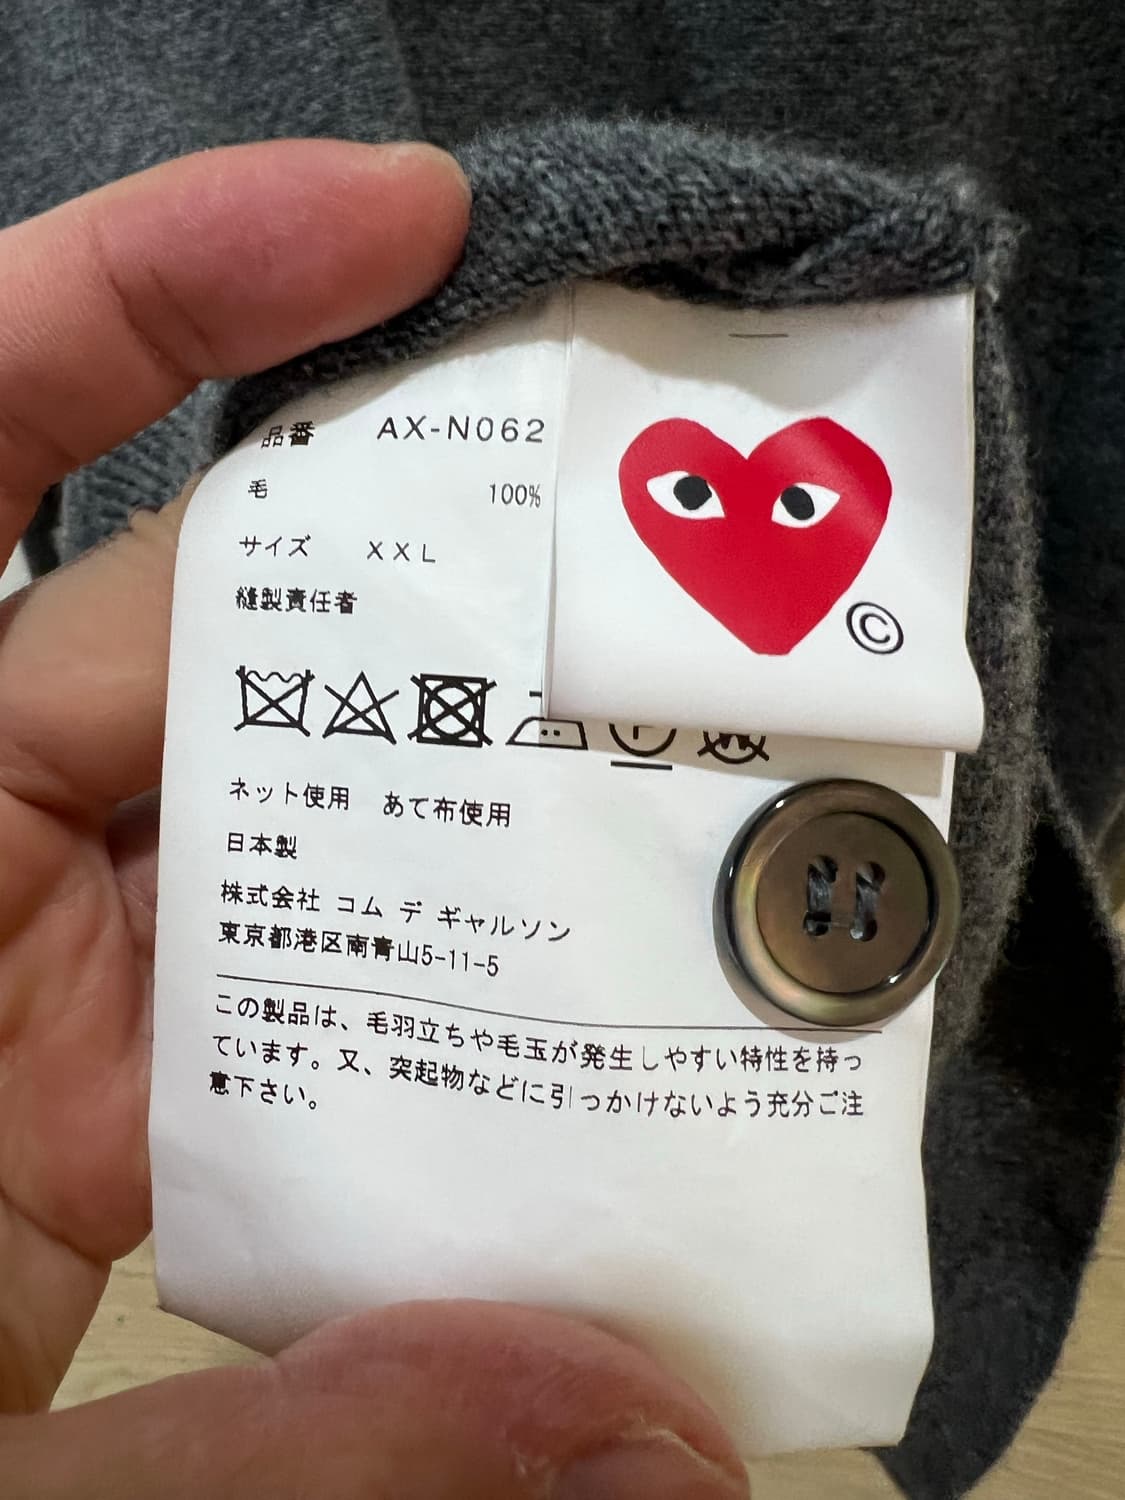 品番 AX-N062
毛 100%
サイズ XXL
縫製責任者
©
ネット使用 あて布使用
日本製
株式会社 コム デ ギャルソン
東京都港区南青山5-11-5
この製品は、毛羽立ちや毛玉が発生しやすい特性を持っ
ています。又、突起物などに引っかけないよう充分ご注
意下さい。